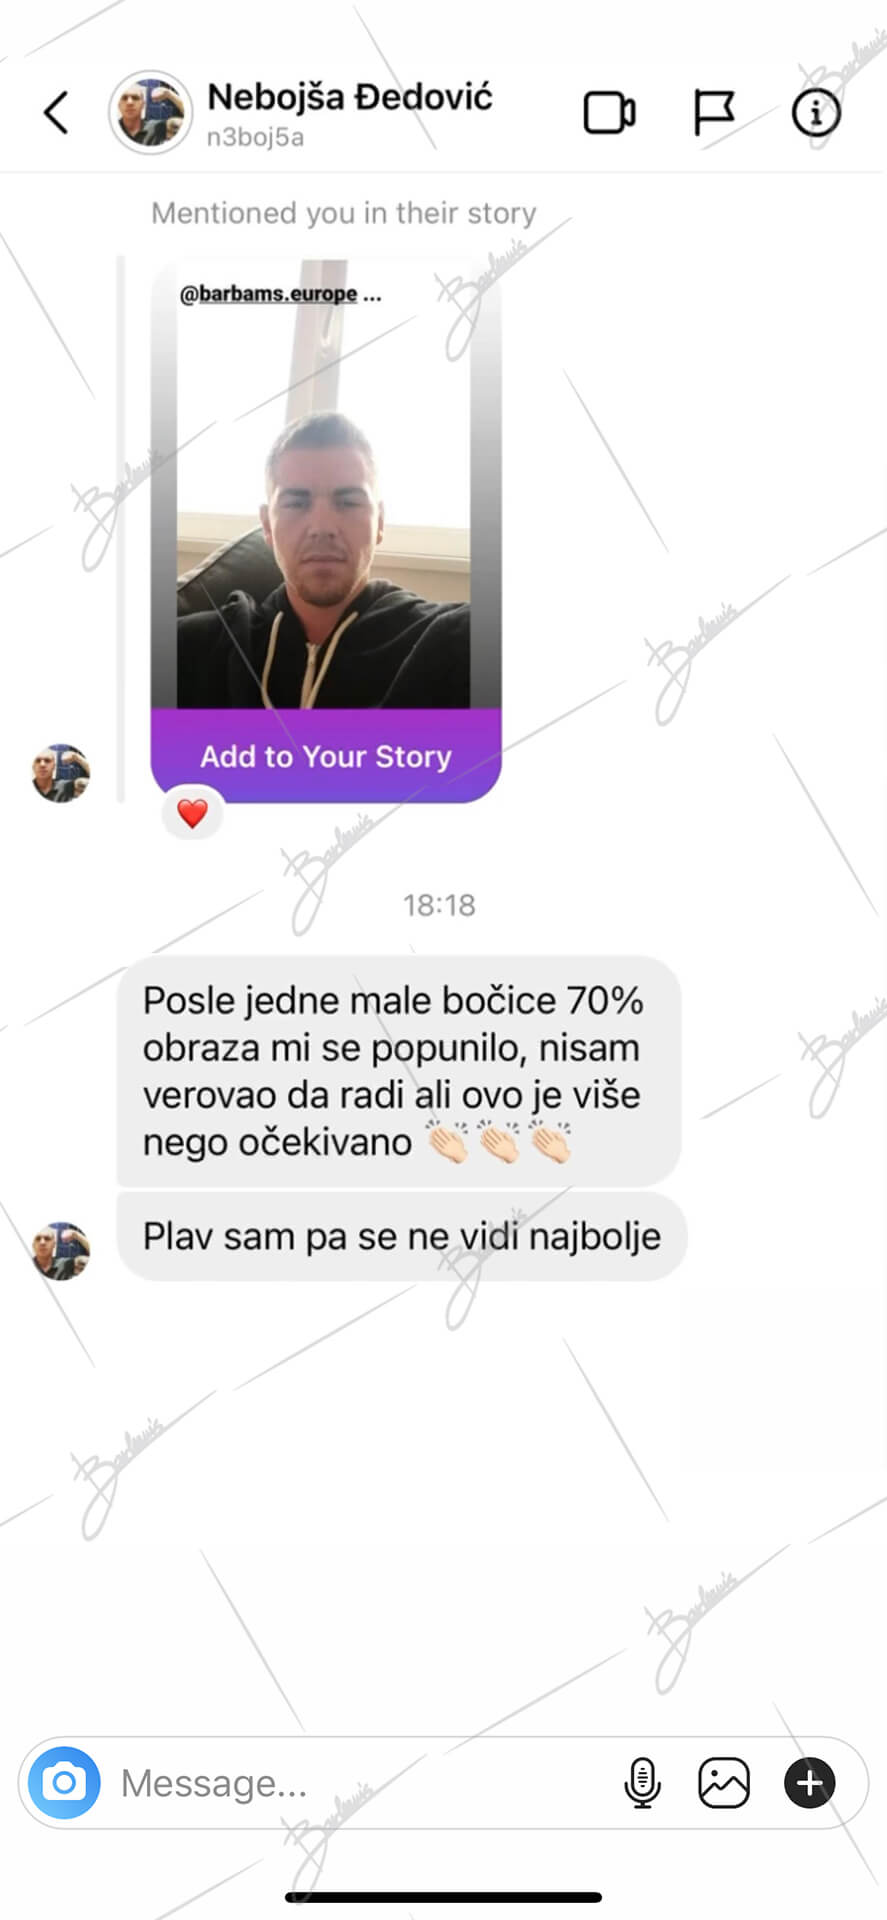 Nebojša Đedović
n3boj5a
Mentioned you in their story
@barbams.europe ...
Add to Your Story
18:18
Posle jedne male bočice 70%
obraza mi se popunilo, nisam
verovao da radi ali ovo je više
nego očekivano 👏🏻👏🏻👏🏻
Plav sam pa se ne vidi najbolje
Message...